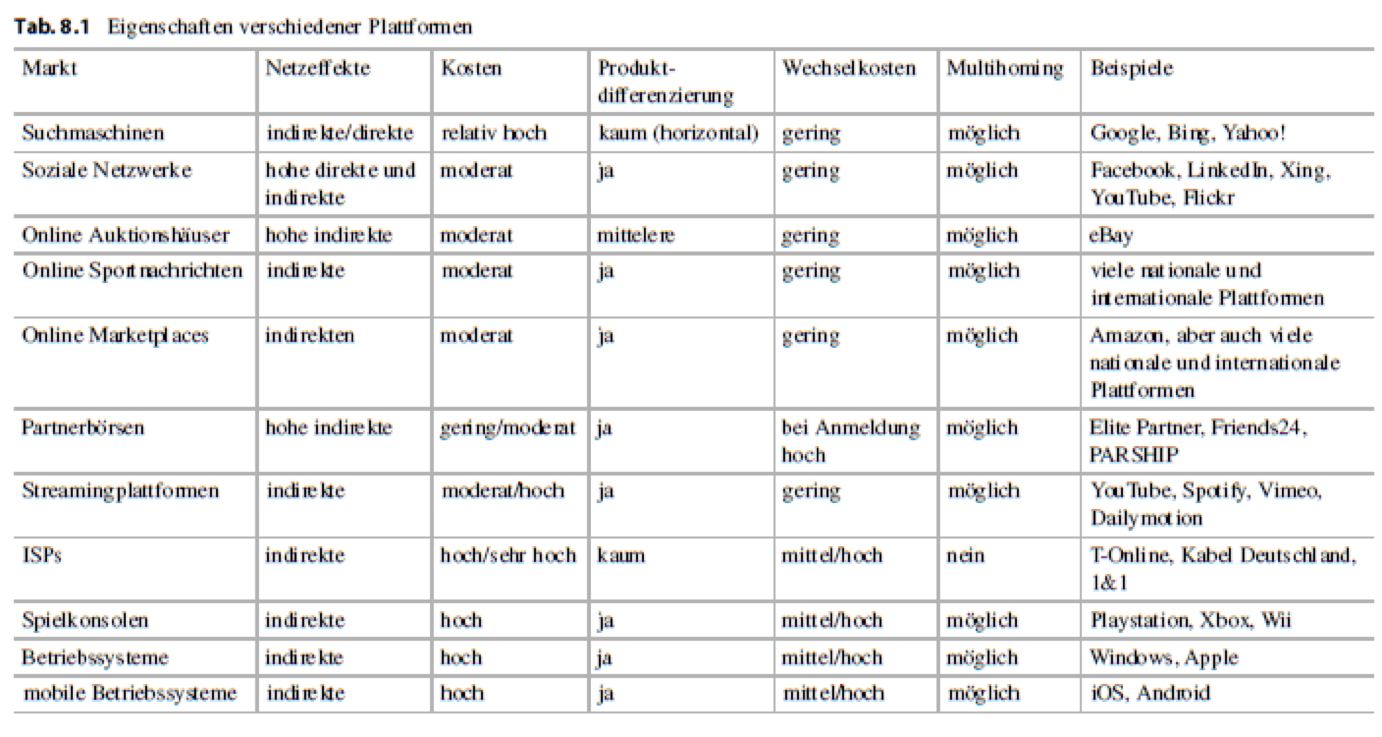 Tab. 8.1 Eigenschaften verschiedener Plattformen
Markt Netzeffekte Kosten Produkt- Wechselkosten Multihoming Beispiele
differenzierung
Suchmaschinen indirekte/direkte relativ hoch kaum (horizontal) gering möglich Google, Bing, Yahoo!
Soziale Netzwerke hohe direkte und moderat ja gering möglich Facebook, LinkedIn, Xing,
indirekte YouTube, Flickr
Online Auktionshäuser hohe indirekte moderat mittelere gering möglich eBay
Online Sportnachrichten indirekte moderat ja gering möglich viele nationale und
internationale Plattformen
Online Marketplaces indirekten moderat ja gering möglich Amazon, aber auch viele
nationale und internationale
Plattformen
Partnerbörsen hohe indirekte gering/moderat ja bei Anmeldung möglich Elite Partner, Friends24,
hoch PARSHIP
Streamingplattformen indirekte moderat/hoch ja gering möglich YouTube, Spotify, Vimeo,
Dailymotion
ISPs indirekte hoch/sehr hoch kaum mittel/hoch nein T-Online, Kabel Deutschland,
1&1
Spielkonsolen indirekte hoch ja mittel/hoch möglich Playstation, Xbox, Wii
Betriebssysteme indirekte hoch ja mittel/hoch möglich Windows, Apple
mobile Betriebssysteme indirekte hoch ja mittel/hoch möglich iOS, Android